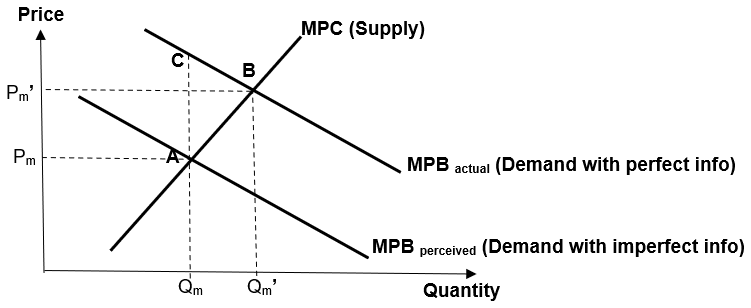 Price
MPC (Supply)
C
B
Pm’
Pm
A
MPB actual (Demand with perfect info)
MPB perceived (Demand with imperfect info)
Qm
Qm’
Quantity